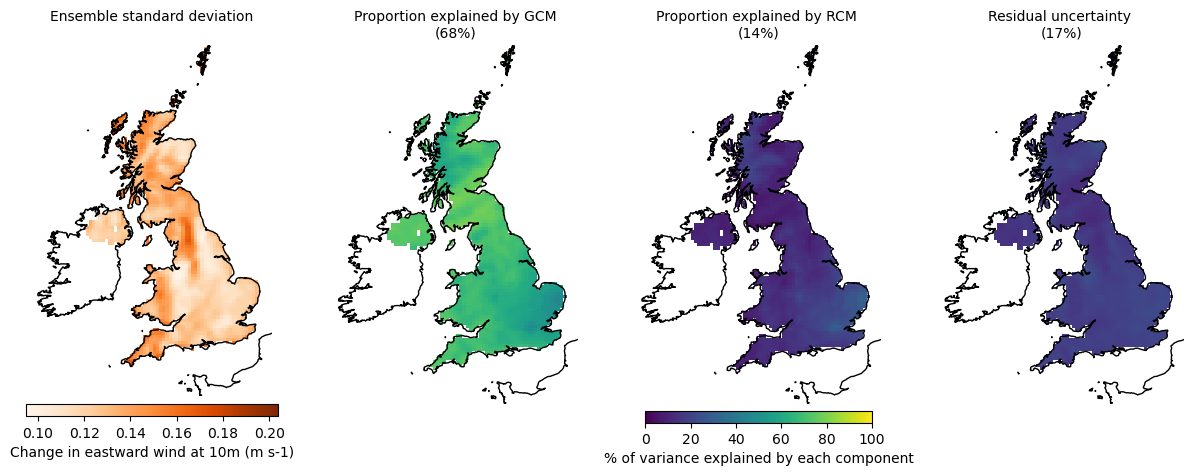 Ensemble standard deviation
Proportion explained by GCM
(68%)
Proportion explained by RCM
(14%)
Residual uncertainty
(17%)
0.10 0.12 0.14 0.16 0.18 0.20
Change in eastward wind at 10m (m s-1)
0 20 40 60 80 100
% of variance explained by each component